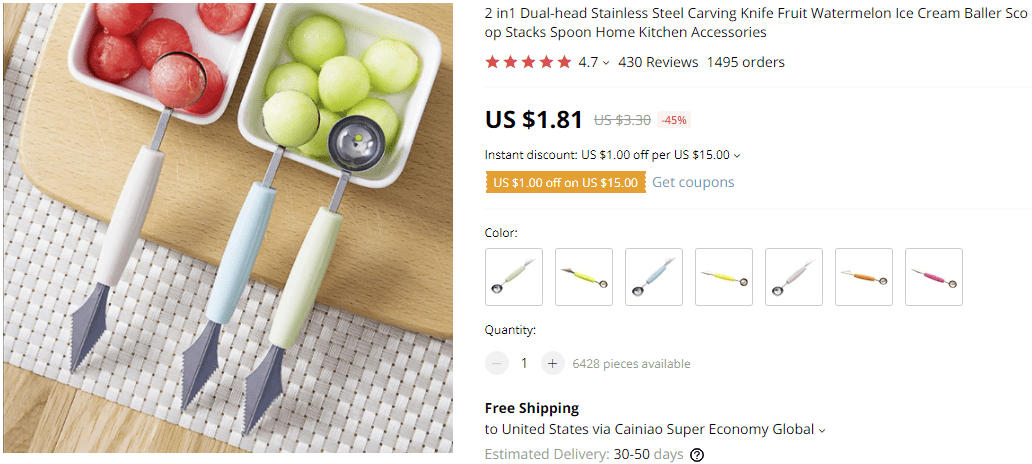 2 in1 Dual-head Stainless Steel Carving Knife Fruit Watermelon Ice Cream Baller Sco
op Stacks Spoon Home Kitchen Accessories
4.7 430 Reviews 1495 orders
US $1.81 US $3.30 -45%
Instant discount: US $1.00 off per US $15.00
US $1.00 off on US $15.00 Get coupons
Color:
Quantity:
1 + 6428 pieces available
Free Shipping
to United States via Cainiao Super Economy Global
Estimated Delivery: 30-50 days ?